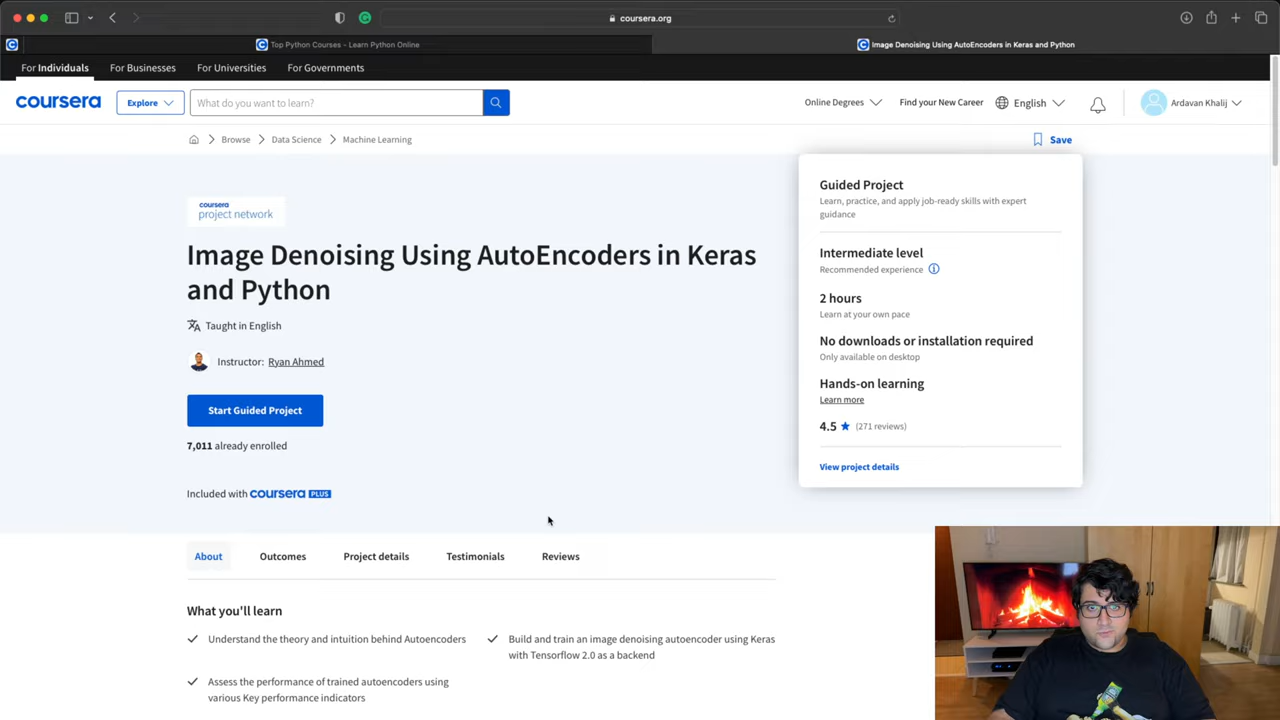 coursera.org
Top Python Courses - Learn Python Online
Image Denoising Using AutoEncoders in Keras and Python
For Individuals
For Businesses
For Universities
For Governments
coursera
Explore
What do you want to learn?
Online Degrees
Find your New Career
English
Ardavan Khalij
Browse
Data Science
Machine Learning
Save
coursera
project network
Image Denoising Using AutoEncoders in Keras
and Python
Taught in English
Instructor: Ryan Ahmed
Start Guided Project
7,011 already enrolled
Included with coursera PLUS
Guided Project
Learn, practice, and apply job-ready skills with expert
guidance
Intermediate level
Recommended experience
2 hours
Learn at your own pace
No downloads or installation required
Only available on desktop
Hands-on learning
Learn more
4.5 (271 reviews)
View project details
About
Outcomes
Project details
Testimonials
Reviews
What you'll learn
Understand the theory and intuition behind Autoencoders
Build and train an image denoising autoencoder using Keras
with Tensorflow 2.0 as a backend
Assess the performance of trained autoencoders using
various Key performance indicators